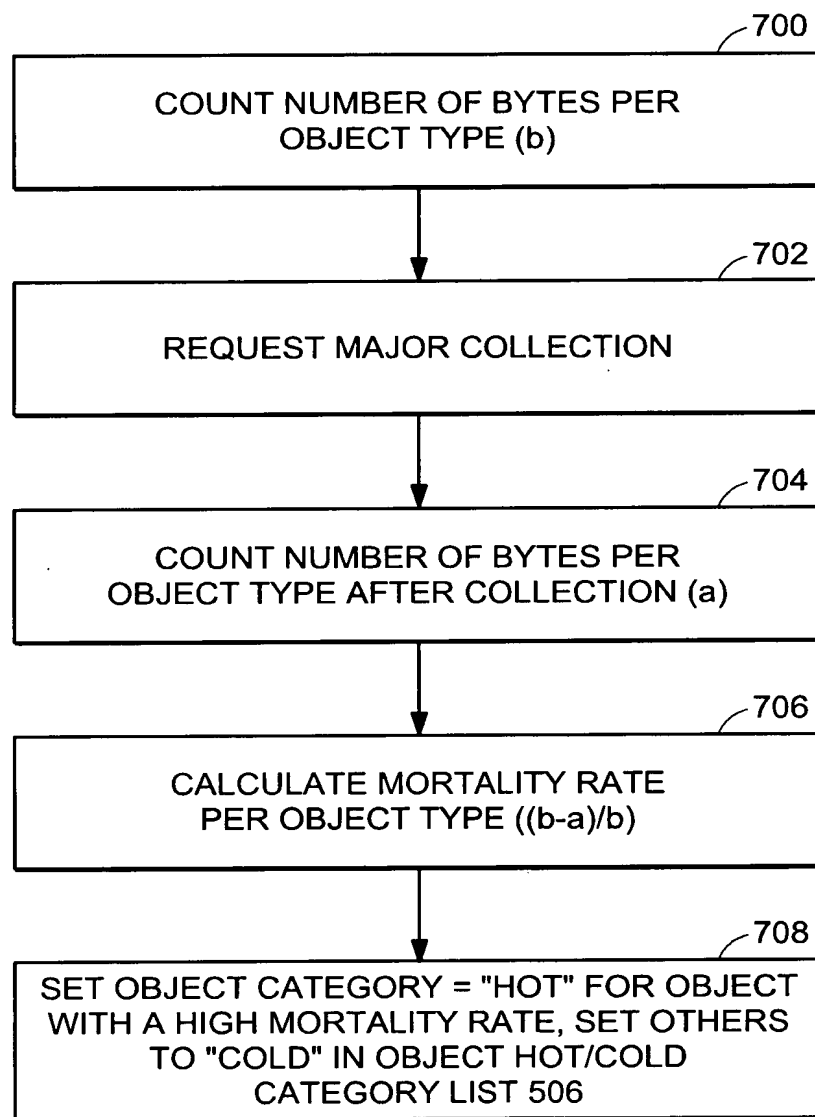 700
COUNT NUMBER OF BYTES PER
OBJECT TYPE (b)
702
REQUEST MAJOR COLLECTION
704
COUNT NUMBER OF BYTES PER
OBJECT TYPE AFTER COLLECTION (a)
706
CALCULATE MORTALITY RATE
PER OBJECT TYPE ((b-a)/b)
708
SET OBJECT CATEGORY = "HOT" FOR OBJECT
WITH A HIGH MORTALITY RATE, SET OTHERS
TO "COLD" IN OBJECT HOT/COLD
CATEGORY LIST 506